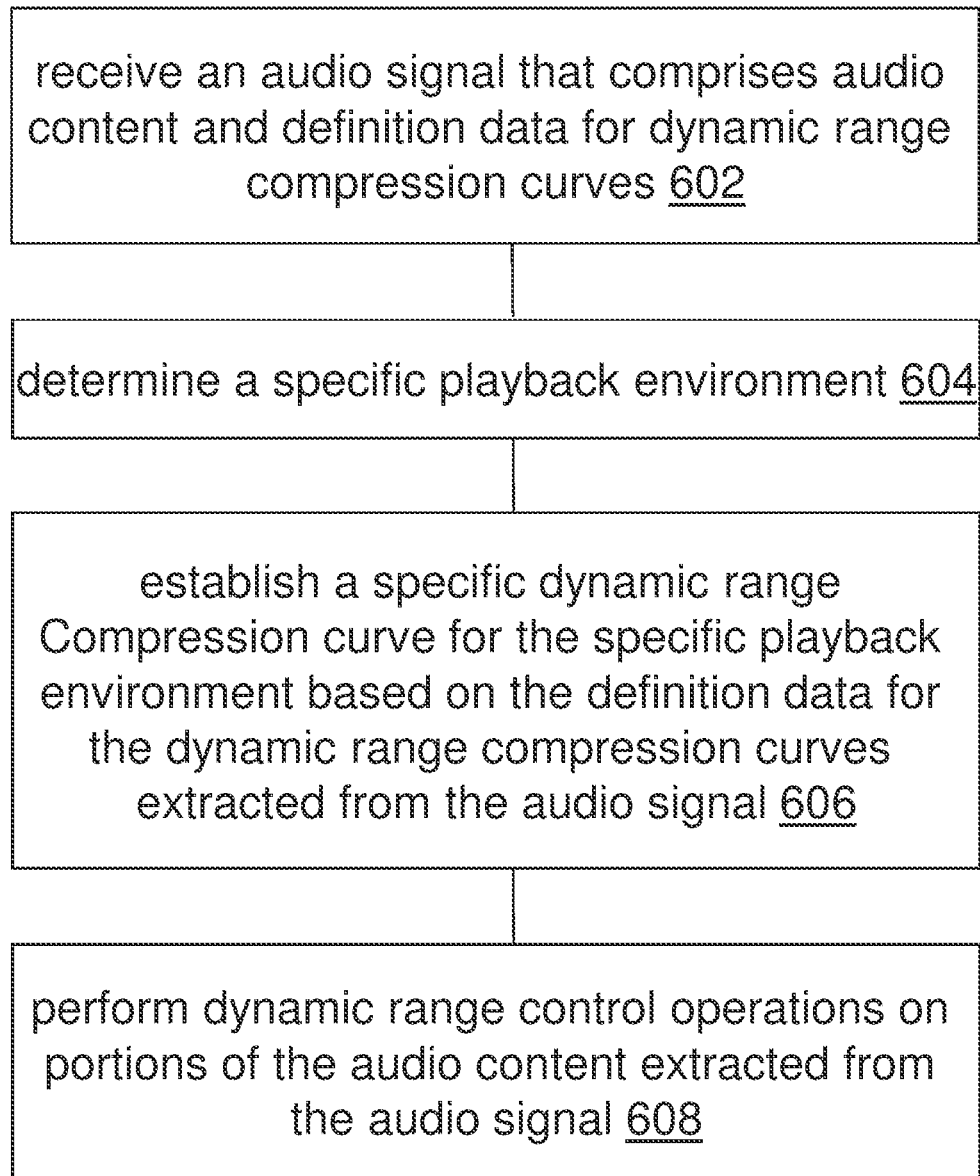 receive an audio signal that comprises audio
content and definition data for dynamic range
compression curves 602
determine a specific playback environment 604
establish a specific dynamic range
Compression curve for the specific playback
environment based on the definition data for
the dynamic range compression curves
extracted from the audio signal 606
perform dynamic range control operations on
portions of the audio content extracted from
the audio signal 608